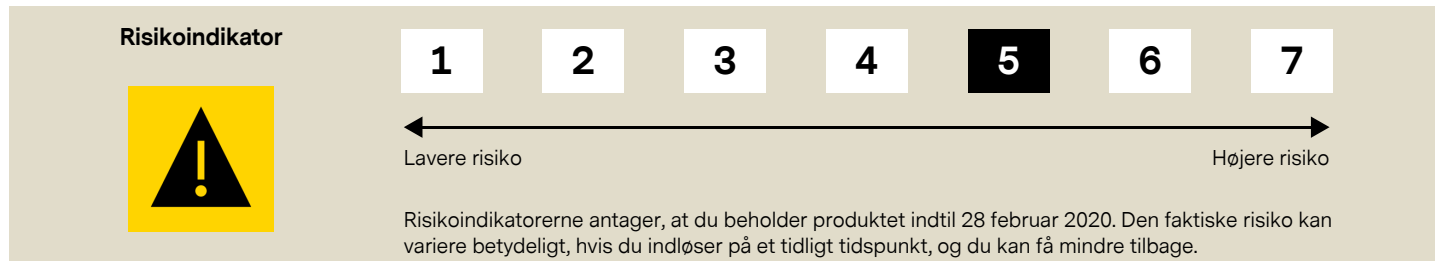 Risikoindikator
1 2 3 4 5 6 7
Lavere risiko Højere risiko
Risikoindikatorerne antager, at du beholder produktet indtil 28 februar 2020. Den faktiske risiko kan
variere betydeligt, hvis du indløser på et tidligt tidspunkt, og du kan få mindre tilbage.